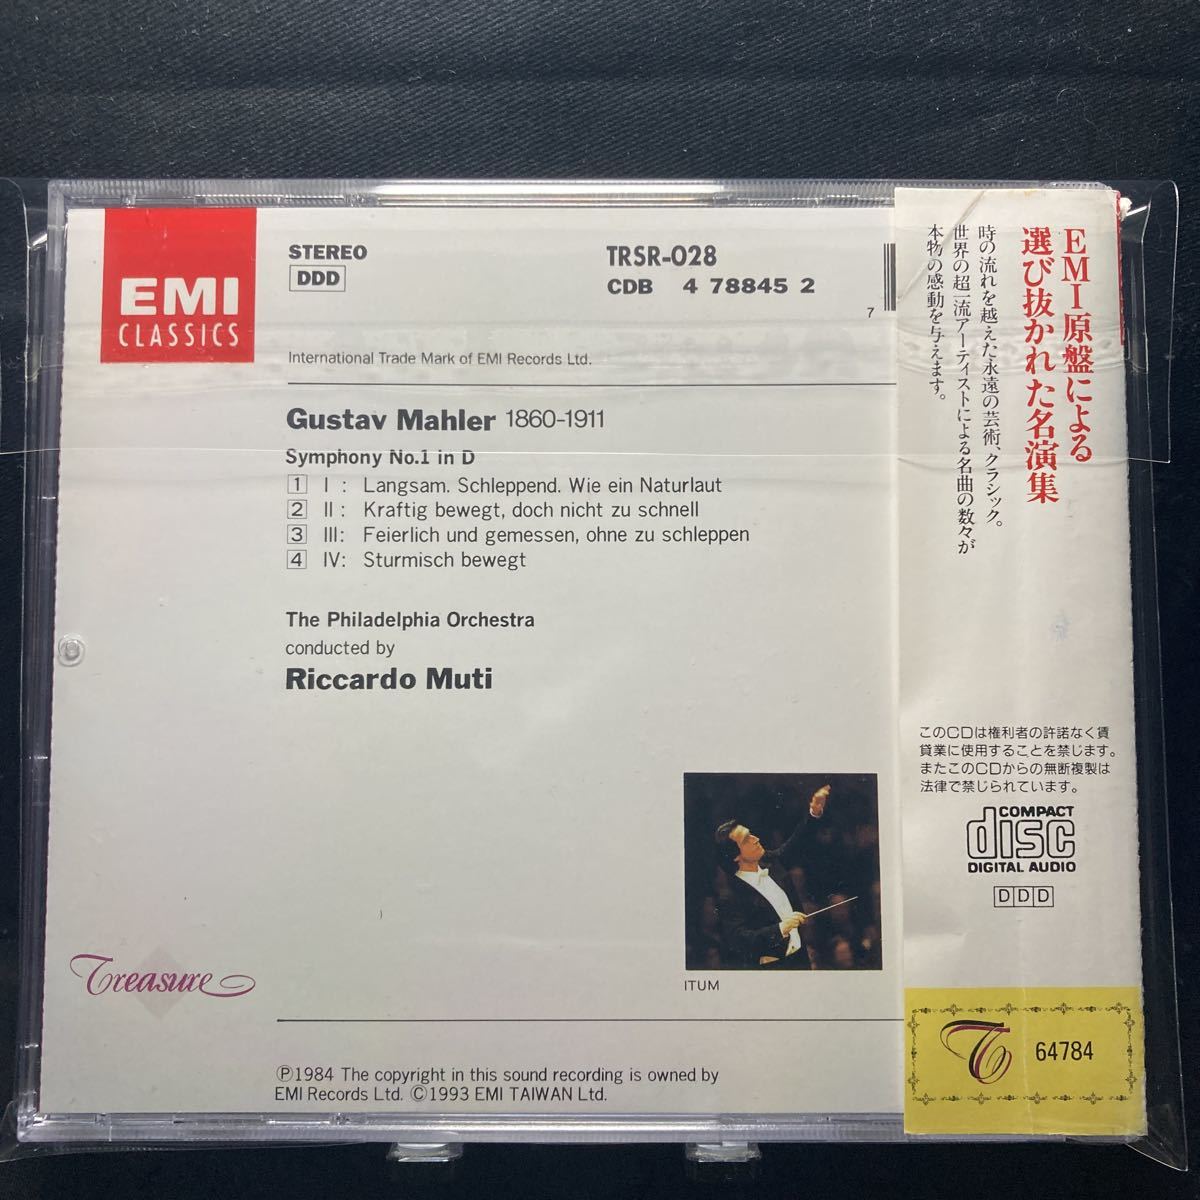 EMI
CLASSICS
STEREO
DDD
TRSR-028
CDB 4 78845 2
7
International Trade Mark of EMI Records Ltd.
Gustav Mahler 1860-1911
Symphony No.1 in D
1 I : Langsam. Schleppend. Wie ein Naturlaut
2 II : Kraftig bewegt, doch nicht zu schnell
3 III: Feierlich und gemessen, ohne zu schleppen
4 IV: Sturmisch bewegt
The Philadelphia Orchestra
conducted by
Riccardo Muti
ITUM
Treasure
Ⓟ1984 The copyright in this sound recording is owned by
EMI Records Ltd. Ⓒ1993 EMI TAIWAN Ltd.
EMI原盤による
選び抜かれた名演集
時の流れを越えた永遠の芸術、クラシック。
世界の超一流アーティストによる名曲の数々が
本物の感動を与えます。
このCDは権利者の許諾なく賃
貸業に使用することを禁じます。
またこのCDからの無断複製は
法律で禁じられています。
COMPACT
disc
DIGITAL AUDIO
DDD
T 64784